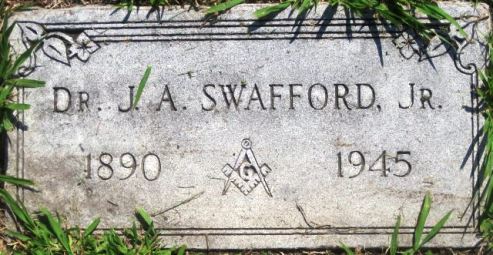 DR. J. A. SWAFFORD, JR.
1890 G 1945